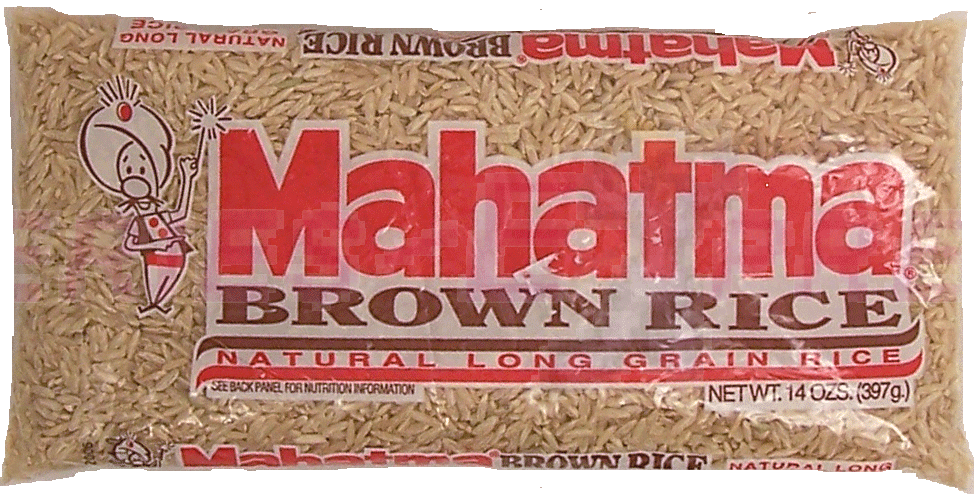 NATURAL LONG
RICE
Mahatma® BROWN RICE
Mahatma®
BROWN RICE
NATURAL LONG GRAIN RICE
SEE BACK PANEL FOR NUTRITION INFORMATION
NET WT. 14 OZS. (397g.)
Mahatma® BROWN RICE
NATURAL LONG